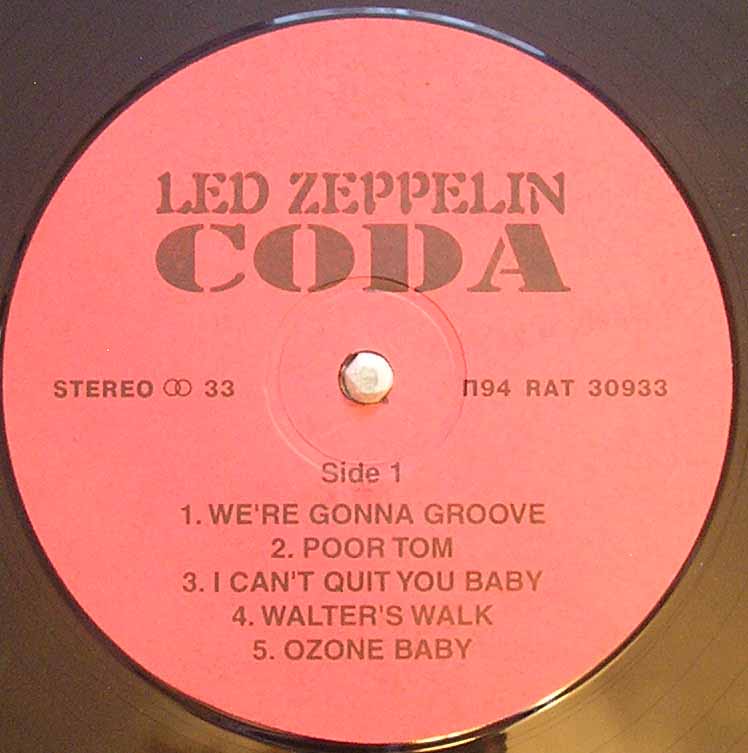 LED ZEPPELIN
CODA
STEREO ꝏ 33 П94 RAT 30933
Side 1
1. WE'RE GONNA GROOVE
2. POOR TOM
3. I CAN'T QUIT YOU BABY
4. WALTER'S WALK
5. OZONE BABY